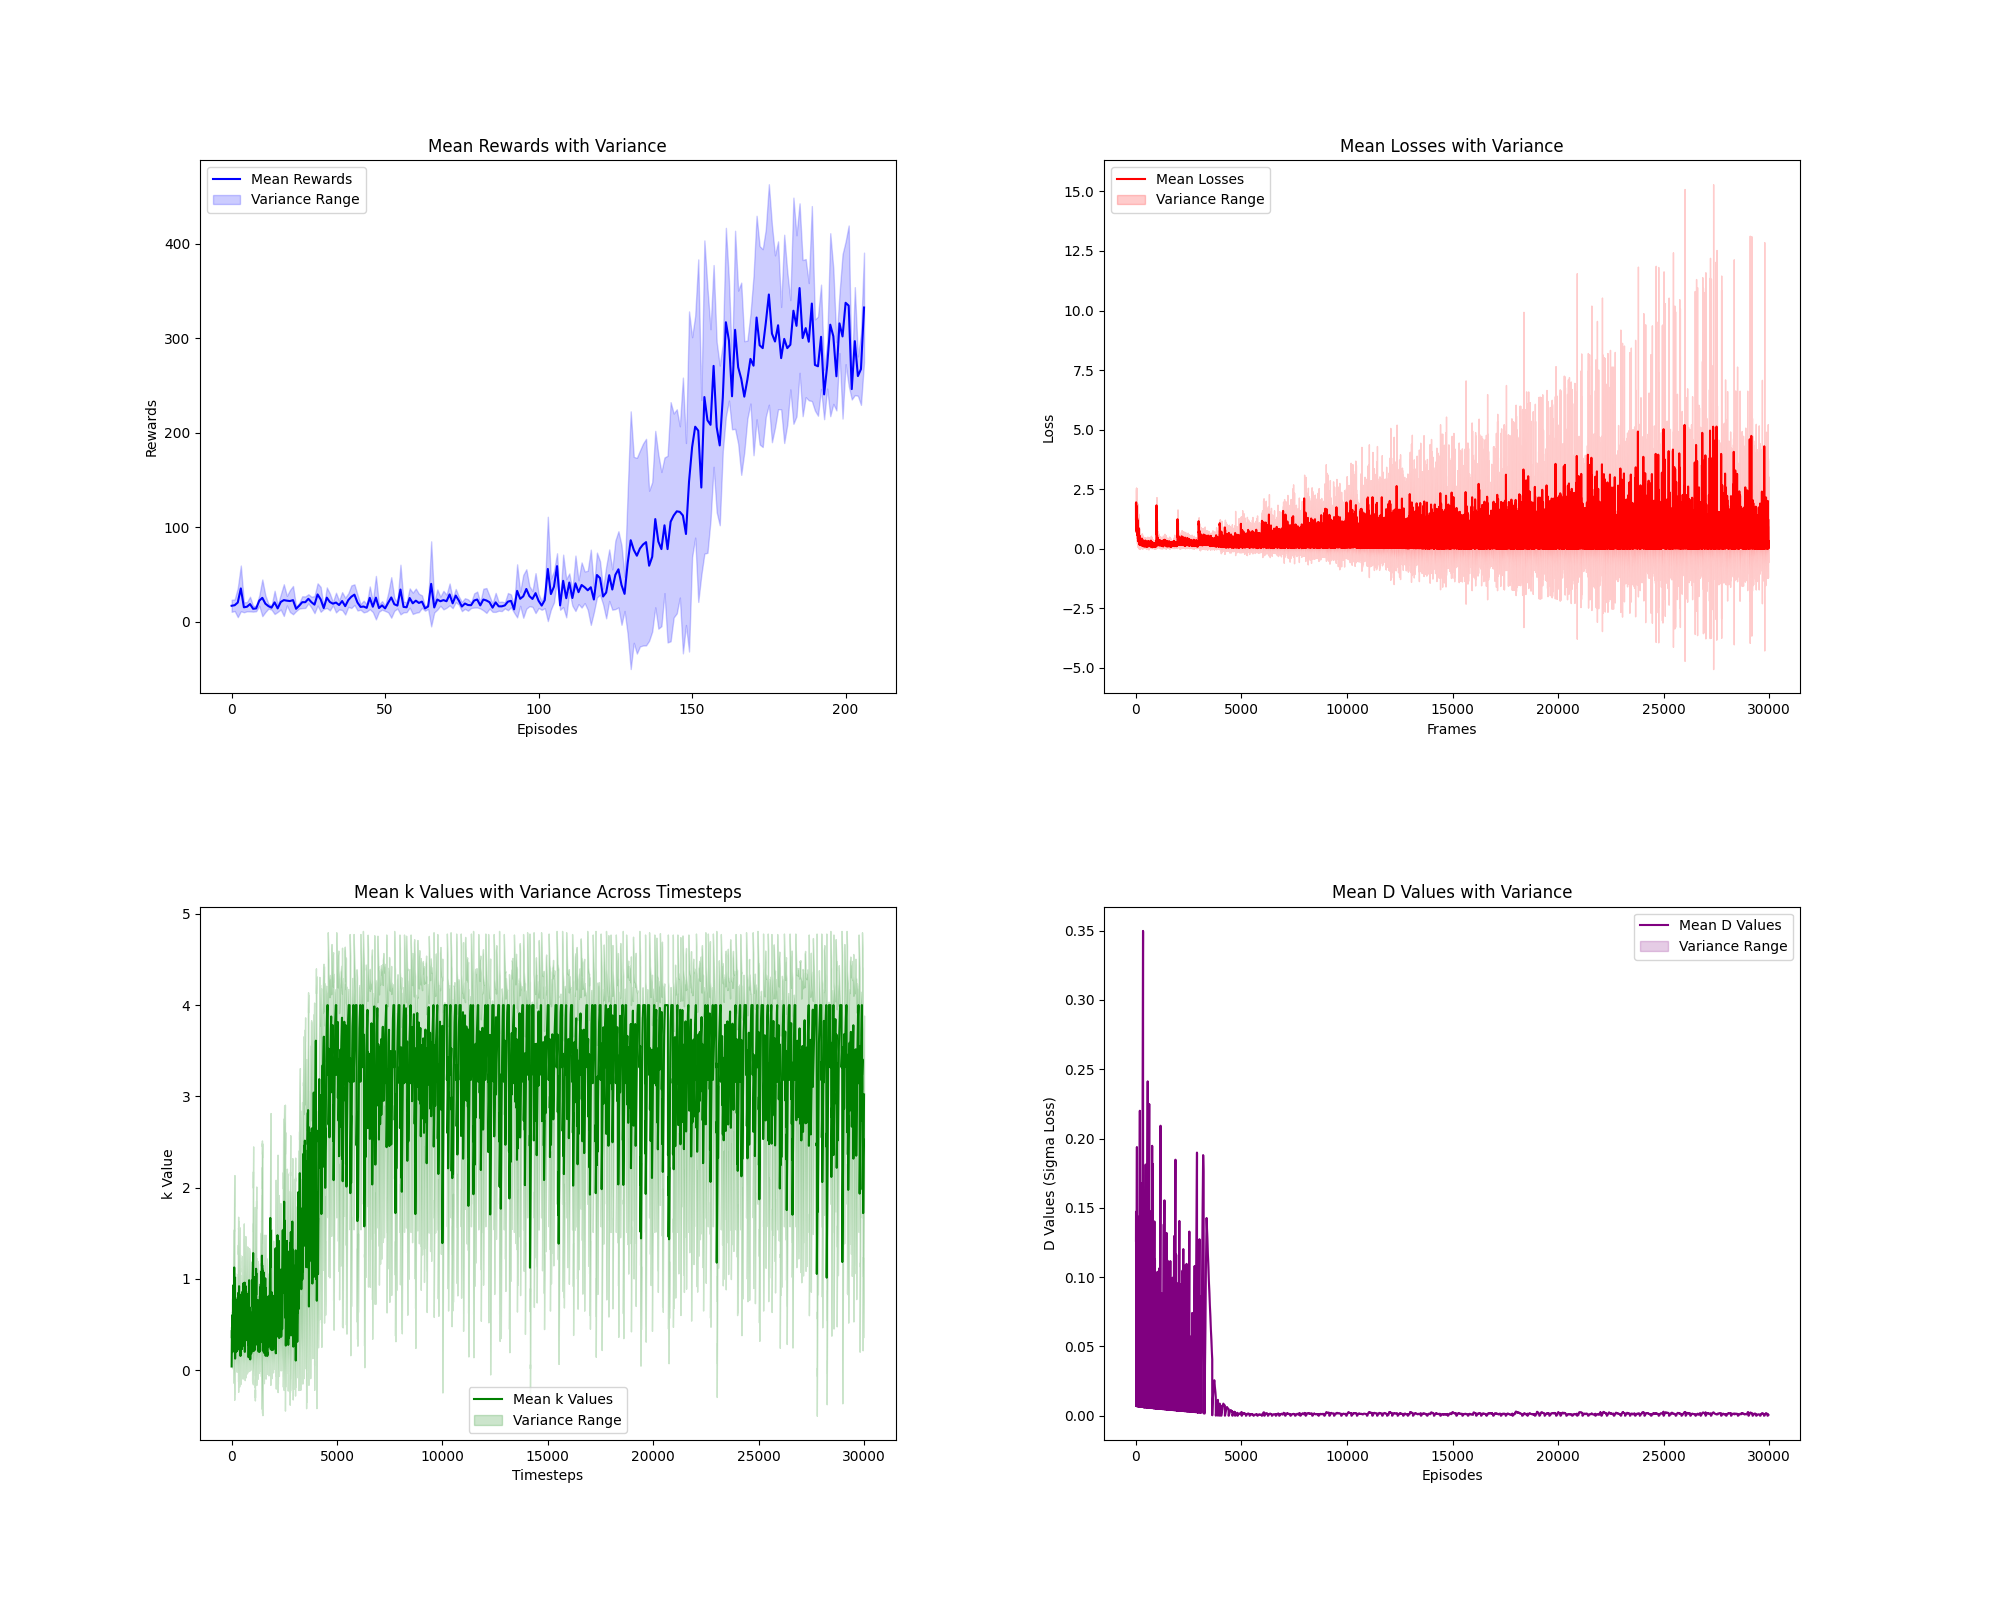 Mean Rewards with Variance
Mean Rewards
Variance Range
400
300
200
100
0
Rewards
0 50 100 150 200
Episodes
Mean Losses with Variance
Mean Losses
Variance Range
15.0
12.5
10.0
7.5
5.0
2.5
0.0
−2.5
−5.0
Loss
0 5000 10000 15000 20000 25000 30000
Frames
Mean k Values with Variance Across Timesteps
5
4
3
2
1
0
k Value
Mean k Values
Variance Range
0 5000 10000 15000 20000 25000 30000
Timesteps
Mean D Values with Variance
Mean D Values
Variance Range
0.35
0.30
0.25
0.20
0.15
0.10
0.05
0.00
D Values (Sigma Loss)
0 5000 10000 15000 20000 25000 30000
Episodes